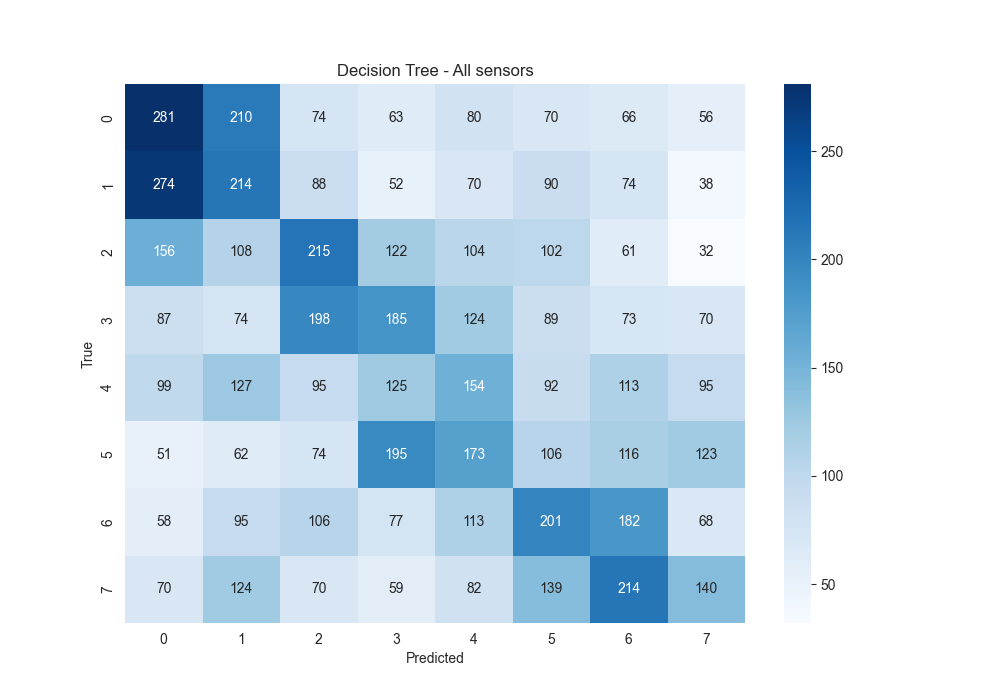 Decision Tree - All sensors
0 281 210 74 63 80 70 66 56
1 274 214 88 52 70 90 74 38
2 156 108 215 122 104 102 61 32
3 87 74 198 185 124 89 73 70
4 99 127 95 125 154 92 113 95
5 51 62 74 195 173 106 116 123
6 58 95 106 77 113 201 182 68
7 70 124 70 59 82 139 214 140
0 1 2 3 4 5 6 7
Predicted
True
250
200
150
100
50